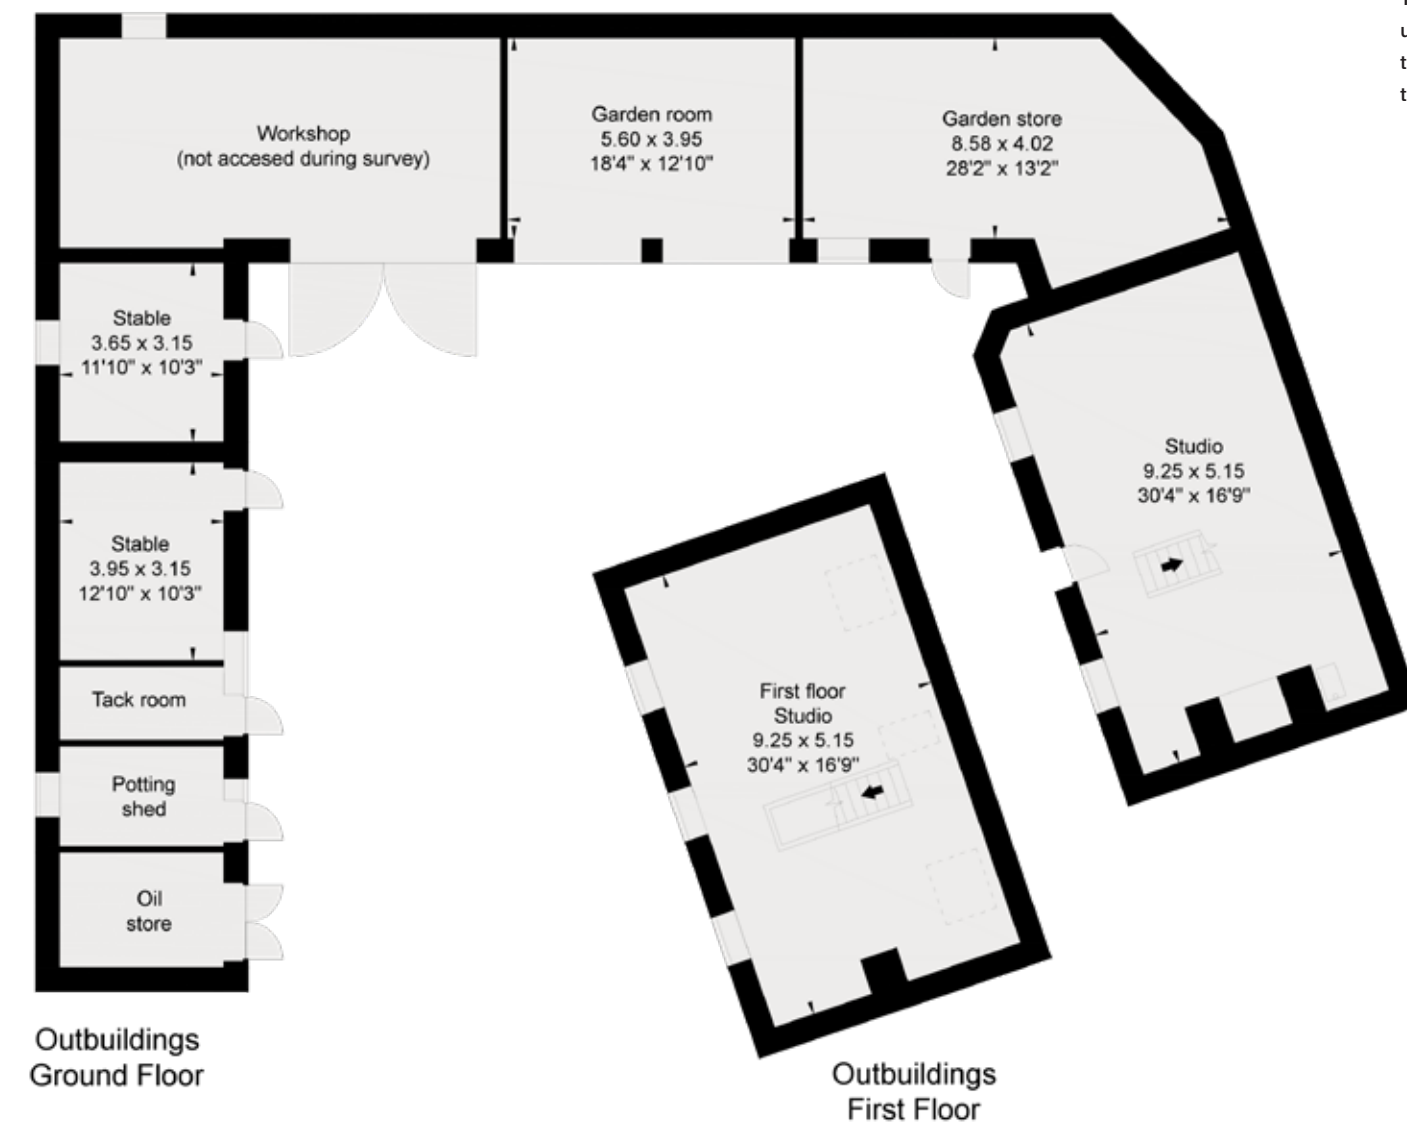 Workshop
(not accesed during survey)
Garden room
5.60 x 3.95
18'4" x 12'10"
Garden store
8.58 x 4.02
28'2" x 13'2"
Stable
3.65 x 3.15
11'10" x 10'3"
Studio
9.25 x 5.15
30'4" x 16'9"
Stable
3.95 x 3.15
12'10" x 10'3"
Tack room
First floor
Studio
9.25 x 5.15
30'4" x 16'9"
Potting
shed
Oil
store
Outbuildings
Ground Floor
Outbuildings
First Floor